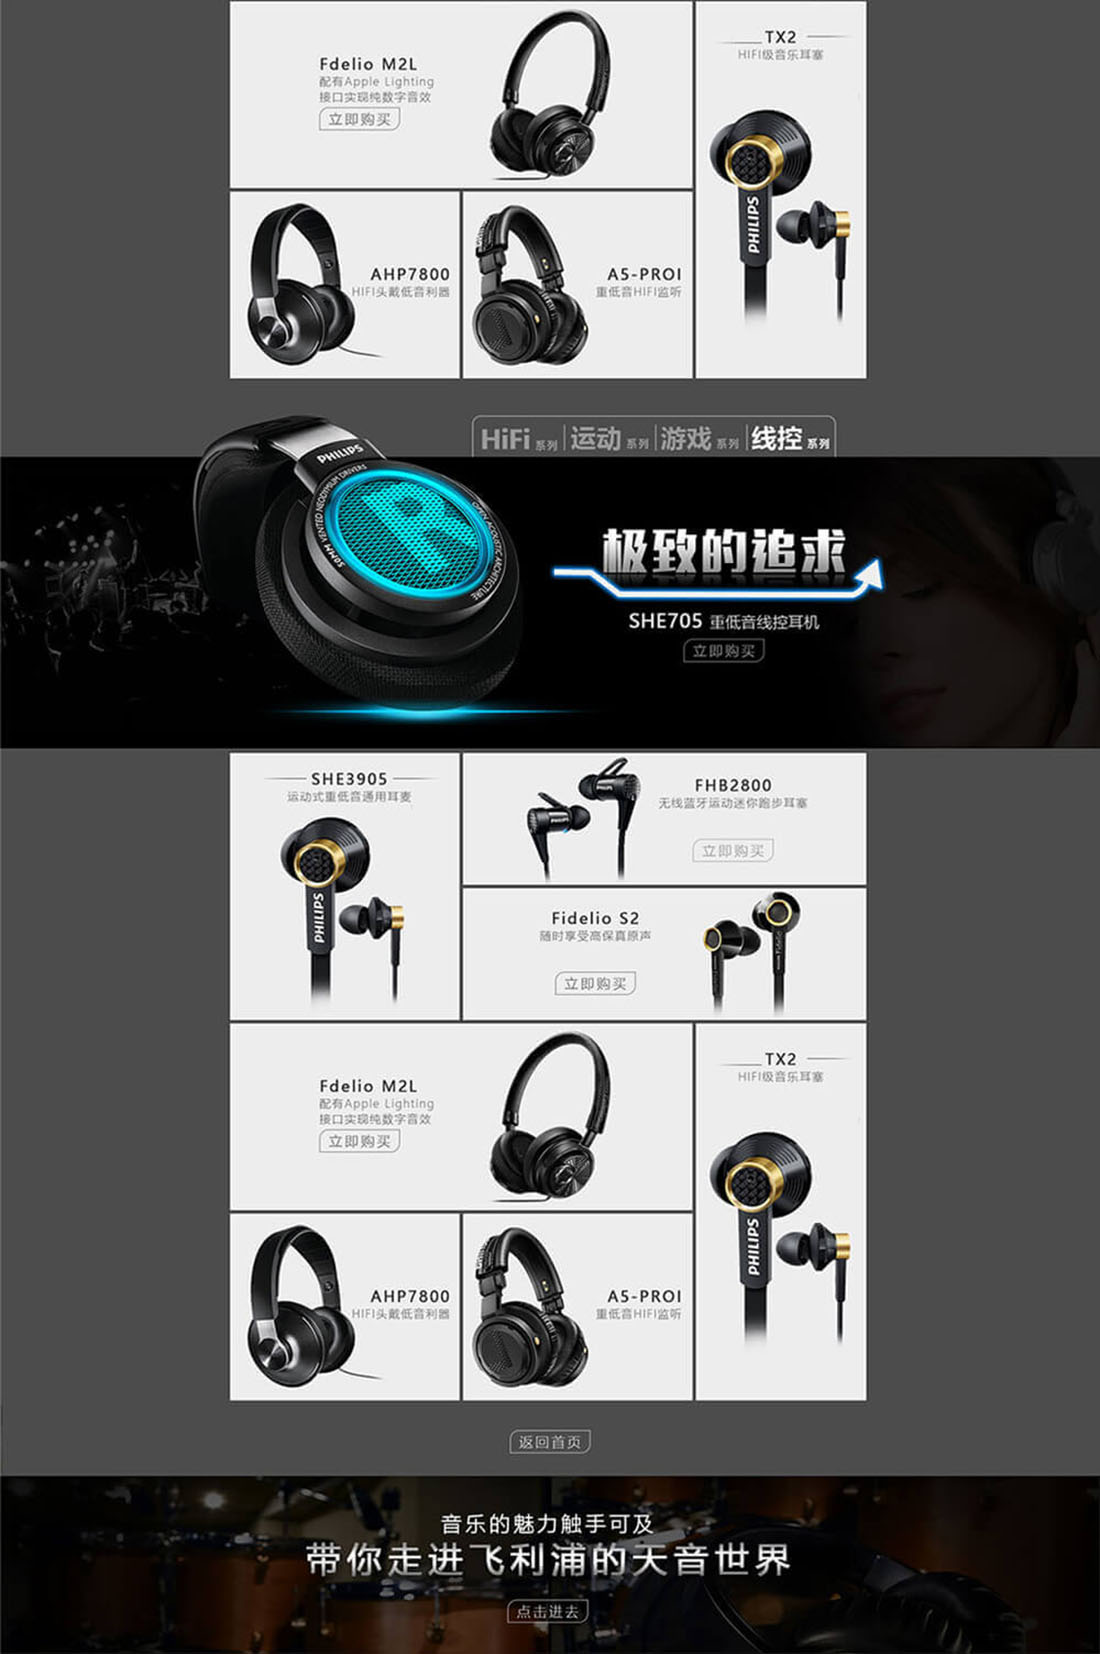 Fdelio M2L
配有Apple Lighting
接口实现纯数字音效
立即购买
TX2
HIFI级音乐耳塞
PHILIPS
AHP7800
HIFI头戴低音利器
A5-PROI
重低音HIFI监听
HiFi 系列 运动 系列 游戏 系列 线控 系列
PHILIPS
50MM VENTED NEODYMIUM DRIVERS
OPEN ACOUSTIC ARCHITECTURE
R
极致的追求
SHE705 重低音线控耳机
立即购买
SHE3905
运动式重低音通用耳麦
PHILIPS
FHB2800
无线蓝牙运动迷你跑步耳塞
立即购买
PHILIPS
PHILIPS
Fidelio S2
随时享受高保真原声
立即购买
Fidelio
Fdelio M2L
配有Apple Lighting
接口实现纯数字音效
立即购买
TX2
HIFI级音乐耳塞
PHILIPS
AHP7800
HIFI头戴低音利器
A5-PROI
重低音HIFI监听
返回首页
音乐的魅力触手可及
带你走进飞利浦的天音世界
点击进去